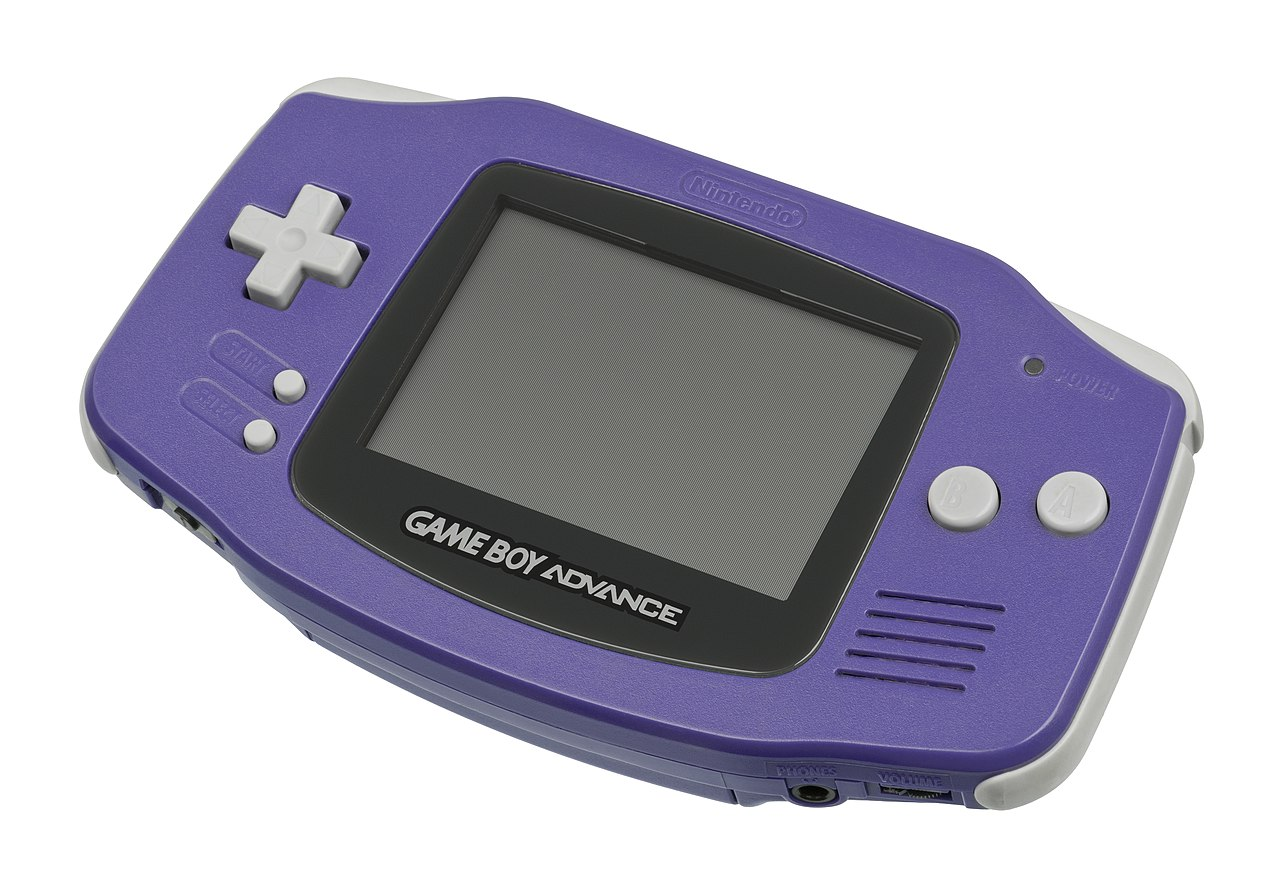 Nintendo®
START
SELECT
POWER
B
A
GAME BOY ADVANCE
PHONES
VOLUME